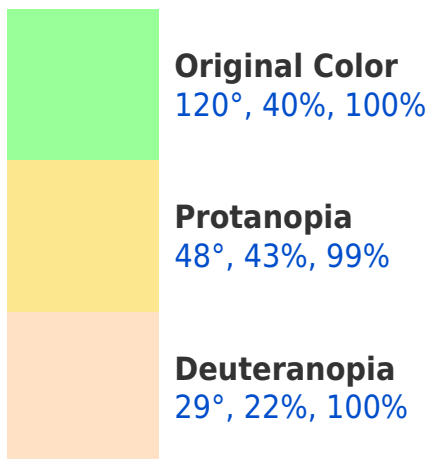 Original Color
120°, 40%, 100%
Protanopia
48°, 43%, 99%
Deuteranopia
29°, 22%, 100%